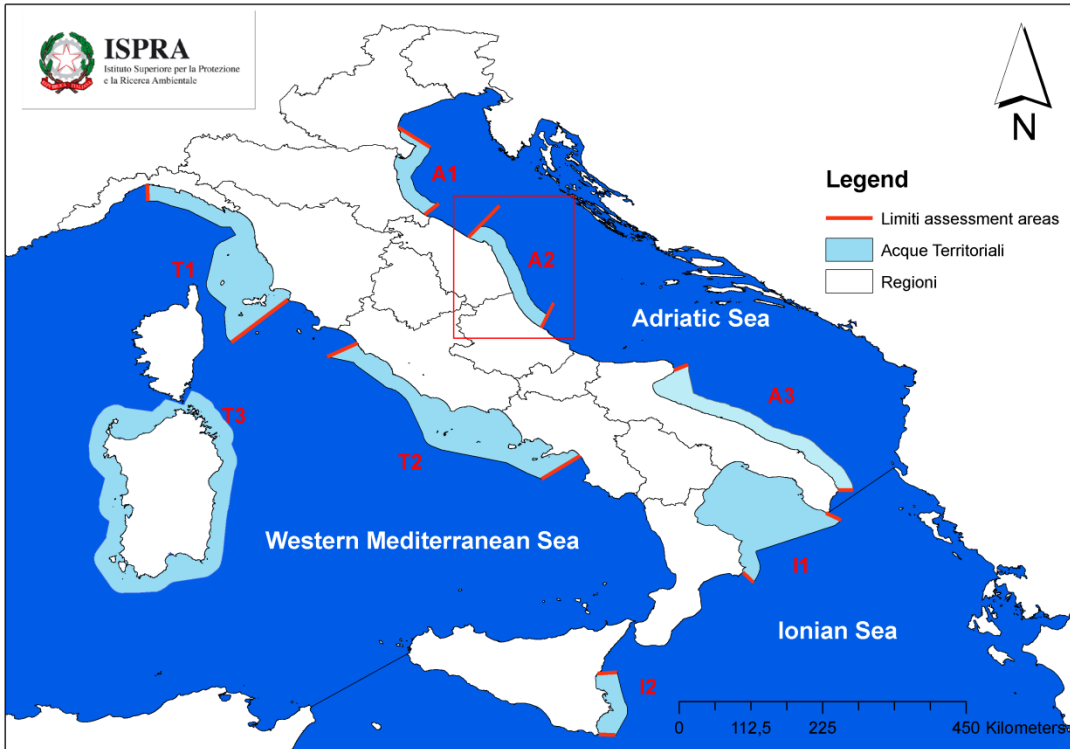 ISPRA
Istituto Superiore per la Protezione
e la Ricerca Ambientale
N
Legend
Limiti assessment areas
Acque Territoriali
Regioni
A1
A2
T1
Adriatic Sea
A3
T3
T2
Western Mediterranean Sea
I1
Ionian Sea
I2
0 112,5 225 450 Kilometers